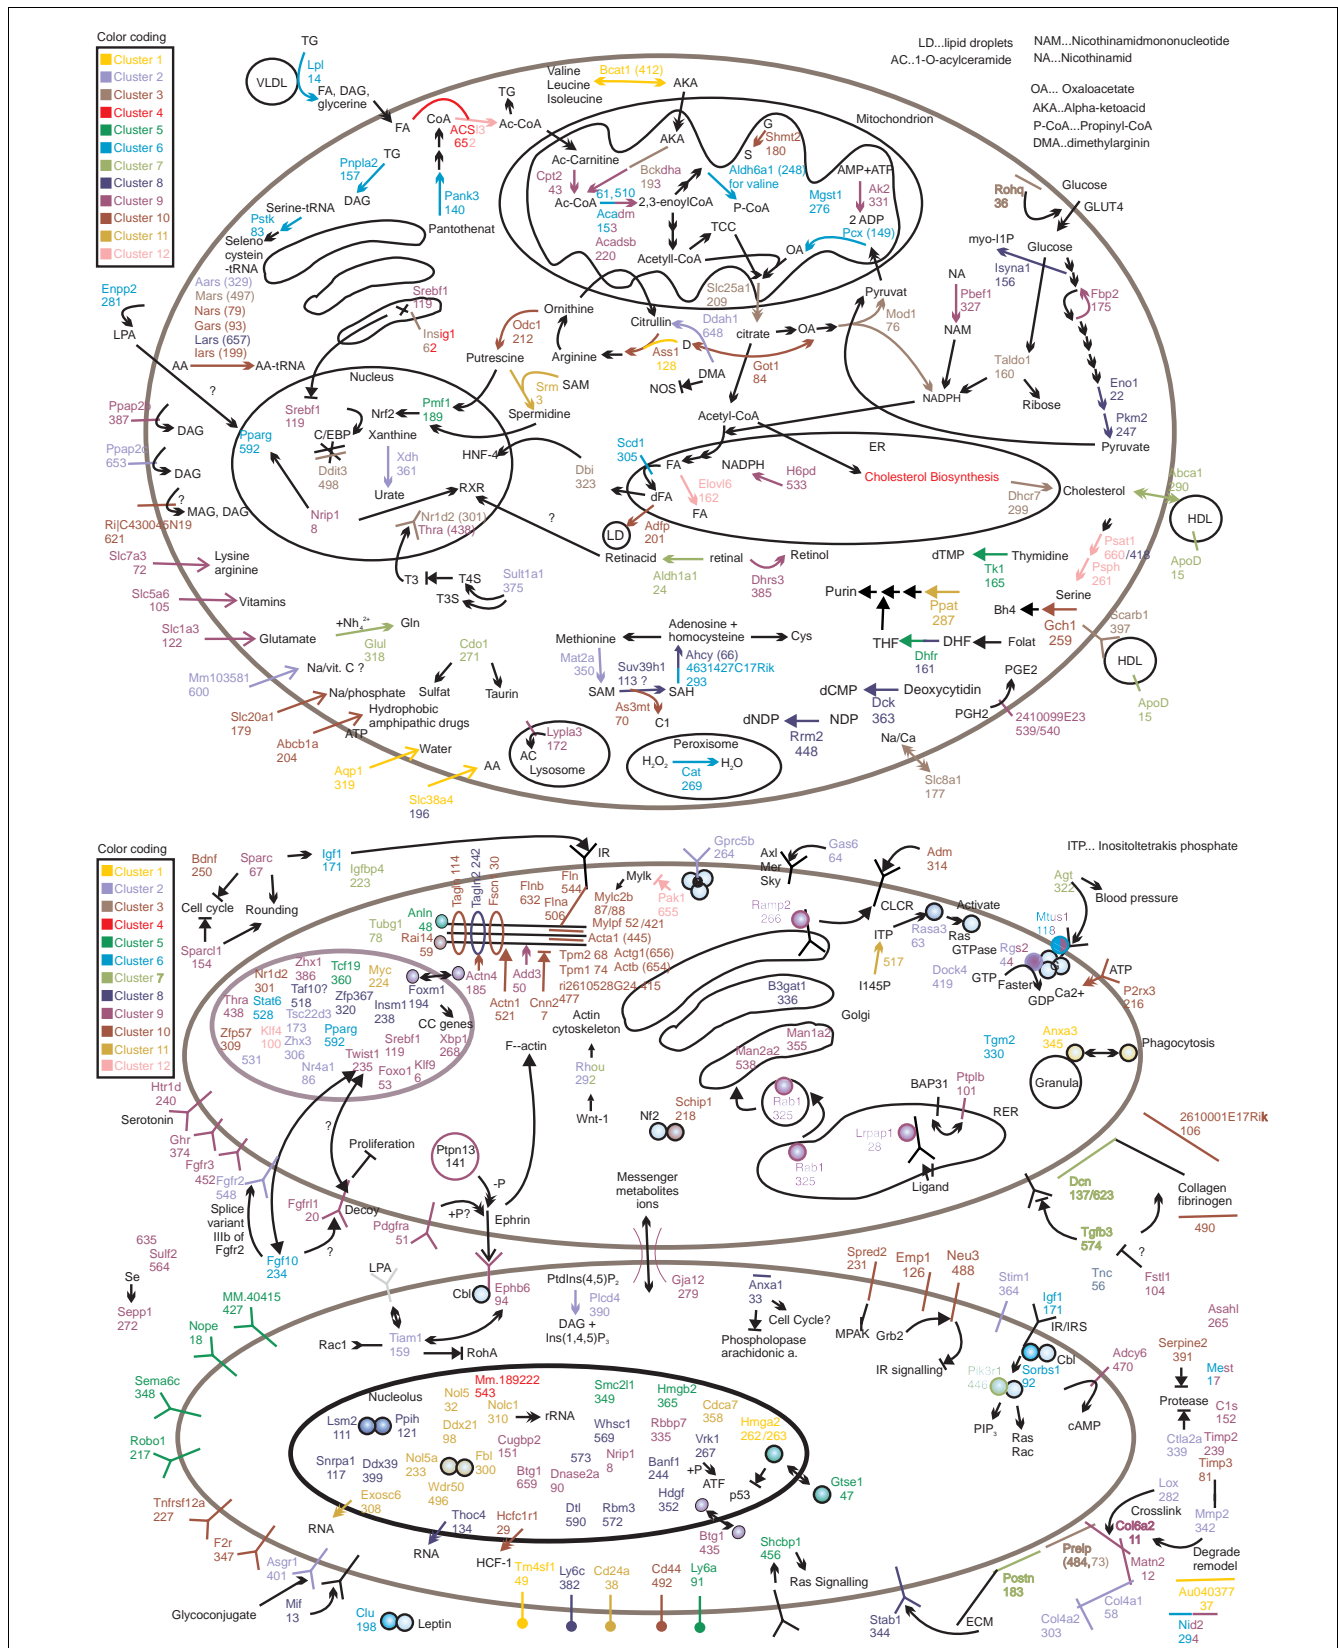 Color coding
Cluster 1
Cluster 2
Cluster 3
Cluster 4
Cluster 5
Cluster 6
Cluster 7
Cluster 8
Cluster 9
Cluster 10
Cluster 11
Cluster 12
TG
Lpl
14
VLDL
FA, DAG,
glycerine
FA
CoA
ACSl3
652
TG
Ac-CoA
Valine
Leucine
Isoleucine
Bcat1 (412)
AKA
LD...lipid droplets
AC..1-O-acylceramide
NAM...Nicothinamidmononucleotide
NA...Nicothinamid
OA... Oxaloacetate
AKA..Alpha-ketoacid
P-CoA...Propinyl-CoA
DMA..dimethylarginin
Mitochondrion
AKA
G
Shmt2
180
S
Ac-Carnitine
Cpt2
43
Bckdha
193
Aldh6a1 (248)
for valine
AMP+ATP
Mgst1
276
Ak2
331
Ac-CoA
61,510
2,3-enoylCoA
P-CoA
Acadm
153
Acadsb
220
2 ADP
Pcx (149)
TCC
OA
Acetyll-CoA
Pnpla2
157
TG
DAG
Pank3
140
Pantothenat
Serine-tRNA
Pstk
83
Seleno
cystein
-tRNA
Rohq
36
Glucose
GLUT4
myo-I1P
Glucose
Isyna1
156
Fbp2
175
Enpp2
281
LPA
Aars (329)
Mars (497)
Nars (79)
Gars (93)
Lars (657)
Iars (199)
AA
AA-tRNA
Srebf1
119
Insig1
62
Ornithine
Odc1
212
Putrescine
Arginine
Citrullin
Ddah1
648
Ass1
128
D
Slc25a1
209
citrate
OA
Pyruvat
Mod1
76
NA
Pbef1
327
NAM
Got1
84
DMA
NOS
Taldo1
160
NADPH
Ribose
Eno1
22
Pkm2
247
Pyruvate
Srm
3
SAM
Spermidine
Acetyl-CoA
?
Nucleus
Srebf1
119
Nrf2
Pmf1
189
Ppap2b
387
DAG
Ppap2c
653
DAG
Pparg
592
C/EBP
Ddit3
498
Xanthine
Xdh
361
Urate
HNF-4
RXR
Dbi
323
Scd1
305
FA
NADPH
H6pd
533
ER
Cholesterol Biosynthesis
Elovl6
162
FA
dFA
LD
Adfp
201
Dhcr7
299
Cholesterol
Abca1
290
HDL
ApoD
15
?
MAG, DAG
Ri|C430045N19
621
Nrip1
8
Nr1d2 (301)
Thra (438)
?
Slc7a3
72
Lysine
arginine
T3
T4S
T3S
Sult1a1
375
Retinacid
Aldh1a1
24
retinal
Dhrs3
385
Retinol
dTMP
Tk1
165
Thymidine
Psat1
660/418
Psph
261
Serine
Slc5a6
105
Vitamins
Purin
Ppat
287
Bh4
Gch1
259
Slc1a3
122
Glutamate
+Nh₄²⁺
Gln
Glul
318
Cdo1
271
Sulfat
Taurin
Methionine
Adenosine +
homocysteine
Cys
Mat2a
350
Suv39h1
113 ?
Ahcy (66)
4631427C17Rik
293
SAM
SAH
As3mt
70
C1
THF
DHF
Folat
Dhfr
161
Scarb1
397
HDL
ApoD
15
PGE2
PGH2
2410099E23
539/540
dCMP
Deoxycytidin
Dck
363
dNDP
NDP
Rrm2
448
Na/Ca
Slc8a1
177
Mm103581
600
Na/vit. C ?
Slc20a1
179
Na/phosphate
Hydrophobic
amphipathic drugs
ATP
Abcb1a
204
Water
Aqp1
319
AA
Slc38a4
196
Lypla3
172
AC
Lysosome
Peroxisome
H₂O₂
H₂O
Cat
269
Color coding
Cluster 1
Cluster 2
Cluster 3
Cluster 4
Cluster 5
Cluster 6
Cluster 7
Cluster 8
Cluster 9
Cluster 10
Cluster 11
Cluster 12
Bdnf
250
Sparc
67
Igf1
171
Igfbp4
223
Cell cycle
Rounding
Sparcl1
154
IR
Tagln 114
Tagln2 242
Fscn 30
Flnb
632
Fln
544
Flna
506
Mylk
Mylc2b
87/88
Pak1
655
Mylpf 52/421
Acta1 (445)
Tpm2 68
Actg1(656)
Tpm1 74
Actb (654)
ri2610528G24 415
477
Anln
48
Tubg1
78
Rai14
59
Actn4
185
Add3
50
Actn1
521
Cnn2
7
Gprc5b
264
Axl
Mer
Sky
Gas6
64
Adm
314
Ramp2
266
CLCR
ITP
517
I145P
Activate
Rasa3
63
Ras
GTPase
Dock419
419
Rgs2
44
GTP
Faster
GDP
G
Ca2+
ATP
P2rx3
216
ITP... Inositoltetrakis phosphate
Agt
322
Blood pressure
Mtus1
118
Zhx1
386
Tcf19
360
Myc
224
Nr1d2
301
Taf10?
518
Zfp367
320
Insm1
238
Foxm1
194
CC genes
Thra
438
Stat6
528
Tsc22d3
173
Zfp57
309
Klf4
100
Zhx3
306
Pparg
592
Srebf1
119
Xbp1
268
531
Nr4a1
86
Twist1
235
Foxo1
53
Klf9
6
Actin
cytoskeleton
F--actin
Rhou
292
Wnt-1
B3gat1
336
Golgi
Man1a2
355
Man2a2
538
Rab1
325
Schip1
218
Nf2
Tgm2
330
Anxa3
345
Phagocytosis
Granula
BAP31
Ptplb
101
RER
Lrpap1
28
Rab1
325
Ligand
Htr1d
240
Serotonin
Ghr
374
Fgfr3
452
Fgfr2
548
Splice
variant
IIIb of
Fgfr2
?
Proliferation
Fgfrl1
20
Decoy
?
Fgf10
234
Ptpn13
141
-P
+P?
Ephrin
Pdgfra
51
Messenger
metabolites
ions
2610001E17Rik
106
Dcn
137/623
Collagen
fibrinogen
490
Tgfb3
574
?
Tnc
56
Fstl1
104
635
Sulf2
564
Se
Sepp1
272
MM.40415
427
Nope
18
Sema6c
348
Robo1
217
LPA
Cbl
Ephb6
94
Rac1
Tiam1
159
RohA
PtdIns(4,5)P₂
Plcd4
390
DAG +
Ins(1,4,5)P₃
Gja12
279
Anxa1
33
Cell Cycle?
Phospholopase
arachidonic a.
Spred2
231
Emp1
126
Neu3
488
MPAK
Grb2
IR signalling
Stim1
364
Igf1
171
IR/IRS
Cbl
Pik3r1
446
Sorbs1
92
PIP₃
Ras
Rac
Adcy6
470
cAMP
Asahl
265
Serpine2
391
Mest
17
Protease
C1s
152
Ctla2a
339
Timp2
239
Timp3
81
Lox
282
Crosslink
Mmp2
342
Degrade
remodel
Nucleolus
Mm.189222
543
Nol5
32
Nolc1
310
rRNA
Smc2l1
349
Hmgb2
365
Cdca7
358
Hmga2
262/263
Lsm2
111
Ppih
121
Ddx21
98
Cugbp2
151
Whsc1
569
Rbbp7
335
Vrk1
267
Snrpa1
117
Ddx39
399
Nol5a
233
Fbl
300
573
Nrip1
8
Banf1
244
+P
ATF
p53
Btg1
659
Dnase2a
90
Wdr50
496
Hdgf
352
Gtse1
47
Exosc6
308
RNA
Thoc4
134
RNA
Hcfc1r1
29
HCF-1
Dtl
590
Rbm3
572
Btg1
435
Tnfrsf12a
227
F2r
347
Asgr1
401
Glycoconjugate
Mif
13
Clu
198
Leptin
Tm4sf1
49
Ly6c
382
Cd24a
38
Cd44
492
Ly6a
91
Shcbp1
456
Ras Signalling
Stab1
344
ECM
Postn
183
Prelp
(484,73)
Col6a2
11
Matn2
12
Col4a1
58
Col4a2
303
Au040377
37
Nid2
294